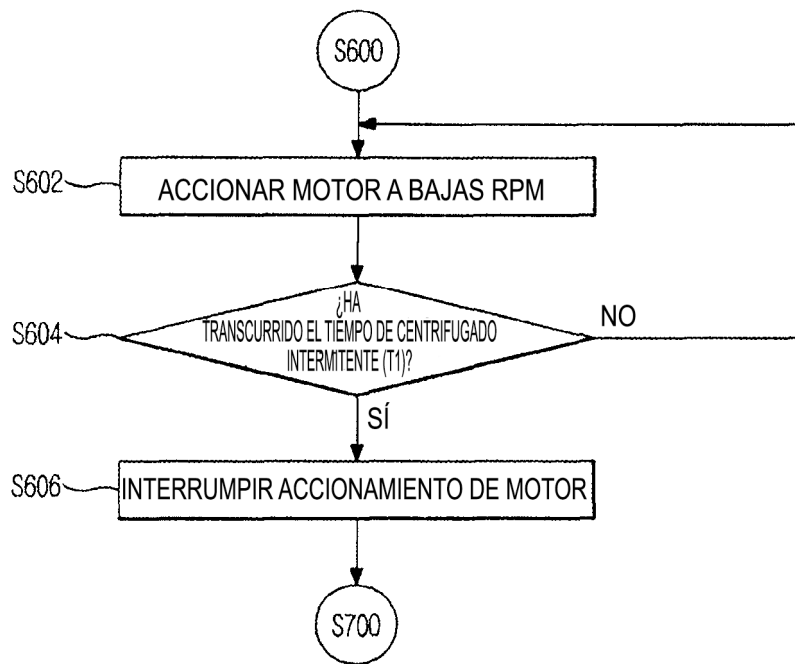 S600
S602
ACCIONAR MOTOR A BAJAS RPM
¿HA
TRANSCURRIDO EL TIEMPO DE CENTRIFUGADO
INTERMITENTE (T1)?
S604
NO
SÍ
S606
INTERRUMPIR ACCIONAMIENTO DE MOTOR
S700